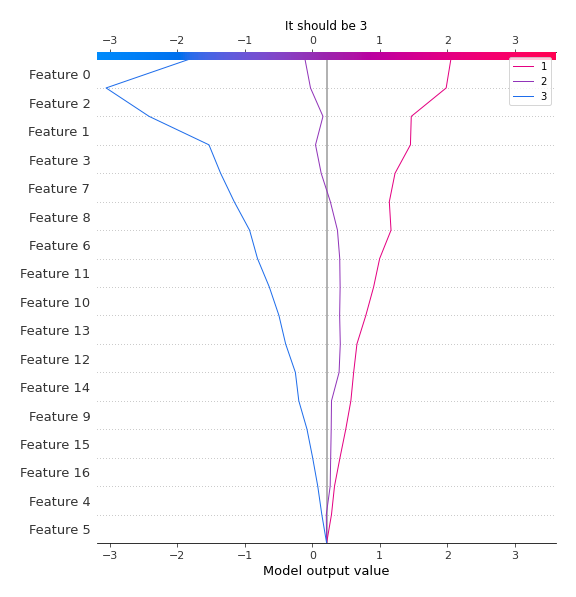 It should be 3
−3 −2 −1 0 1 2 3
1
2
3
Feature 0
Feature 2
Feature 1
Feature 3
Feature 7
Feature 8
Feature 6
Feature 11
Feature 10
Feature 13
Feature 12
Feature 14
Feature 9
Feature 15
Feature 16
Feature 4
Feature 5
−3 −2 −1 0 1 2 3
Model output value